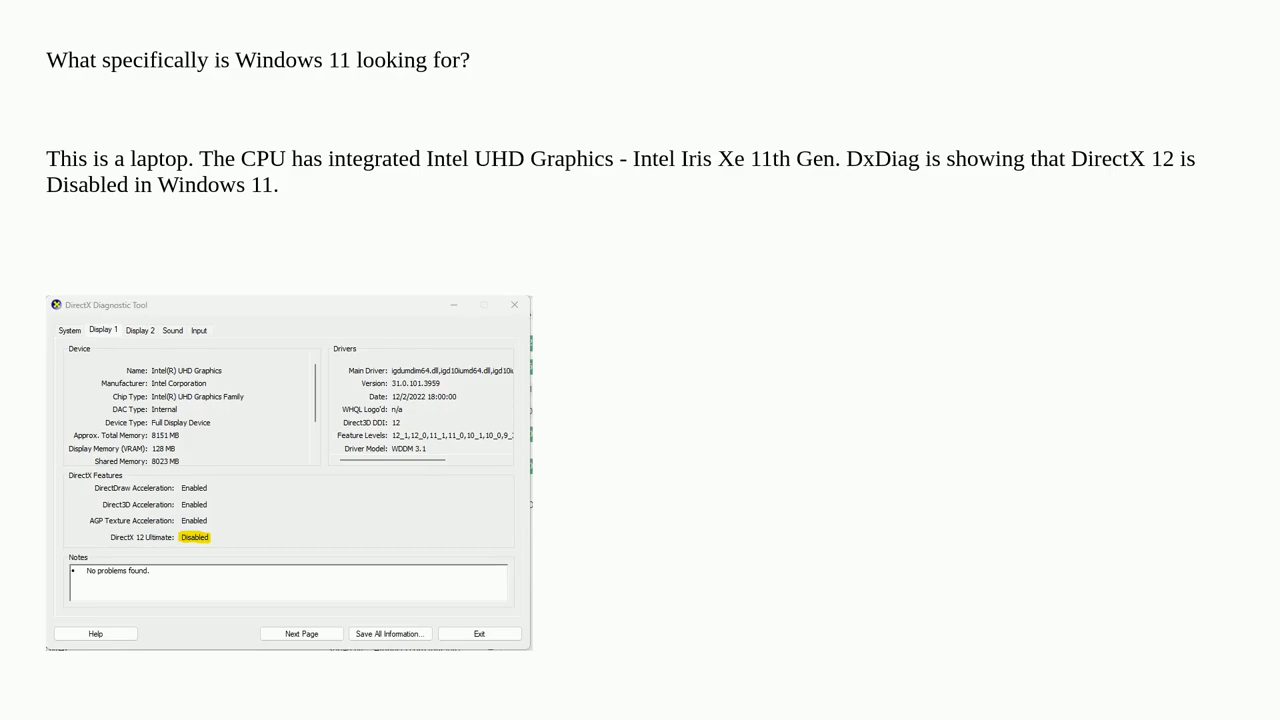 What specifically is Windows 11 looking for?
This is a laptop. The CPU has integrated Intel UHD Graphics - Intel Iris Xe 11th Gen. DxDiag is showing that DirectX 12 is
Disabled in Windows 11.
DirectX Diagnostic Tool
System Display 1 Display 2 Sound Input
Device
Name: Intel(R) UHD Graphics
Manufacturer: Intel Corporation
Chip Type: Intel(R) UHD Graphics Family
DAC Type: Internal
Device Type: Full Display Device
Approx. Total Memory: 8151 MB
Display Memory (VRAM): 128 MB
Shared Memory: 8023 MB
Drivers
Main Driver: igdumdim64.dll,igd10iumd64.dll,igd10iu
Version: 31.0.101.3959
Date: 12/2/2022 18:00:00
WHQL Logo'd: n/a
Direct3D DDI: 12
Feature Levels: 12_1,12_0,11_1,11_0,10_1,10_0,9_
Driver Model: WDDM 3.1
DirectX Features
DirectDraw Acceleration: Enabled
Direct3D Acceleration: Enabled
AGP Texture Acceleration: Enabled
DirectX 12 Ultimate: Disabled
Notes
• No problems found.
Help Next Page Save All Information... Exit